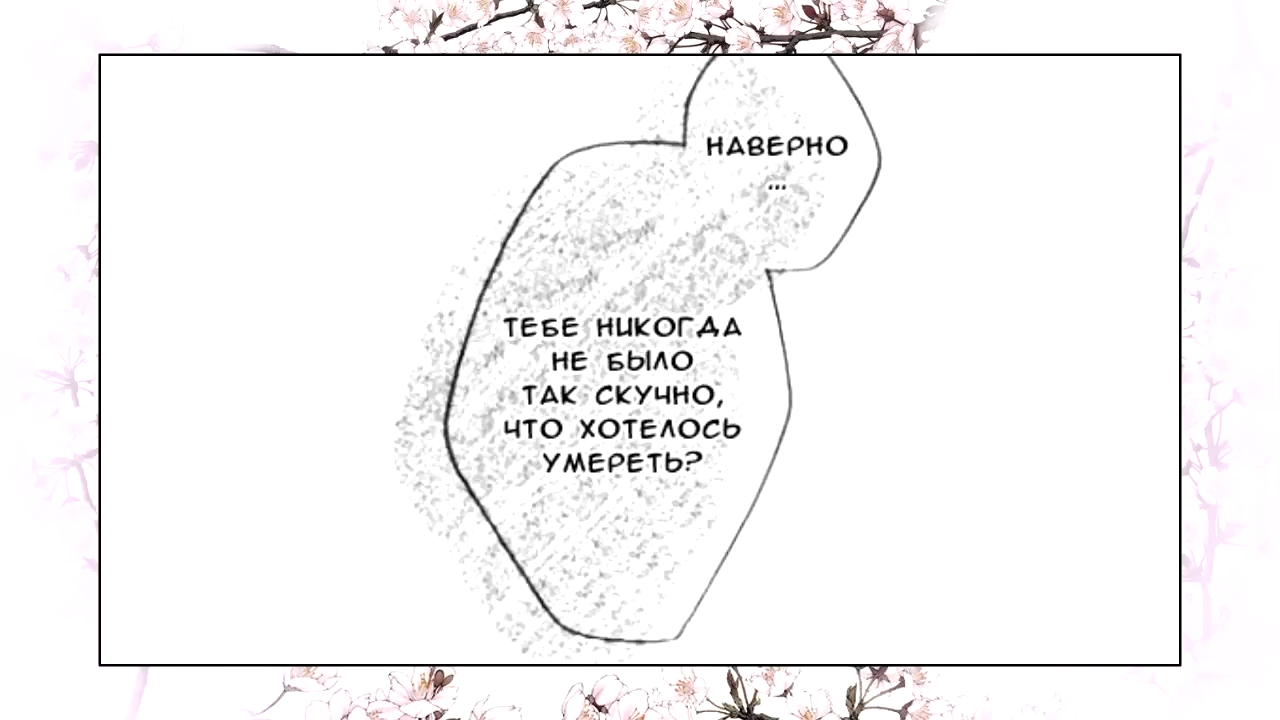 НАВЕРНО
...
ТЕБЕ НИКОГДА
НЕ БЫЛО
ТАК СКУЧНО,
ЧТО ХОТЕЛОСЬ
УМЕРЕТЬ?